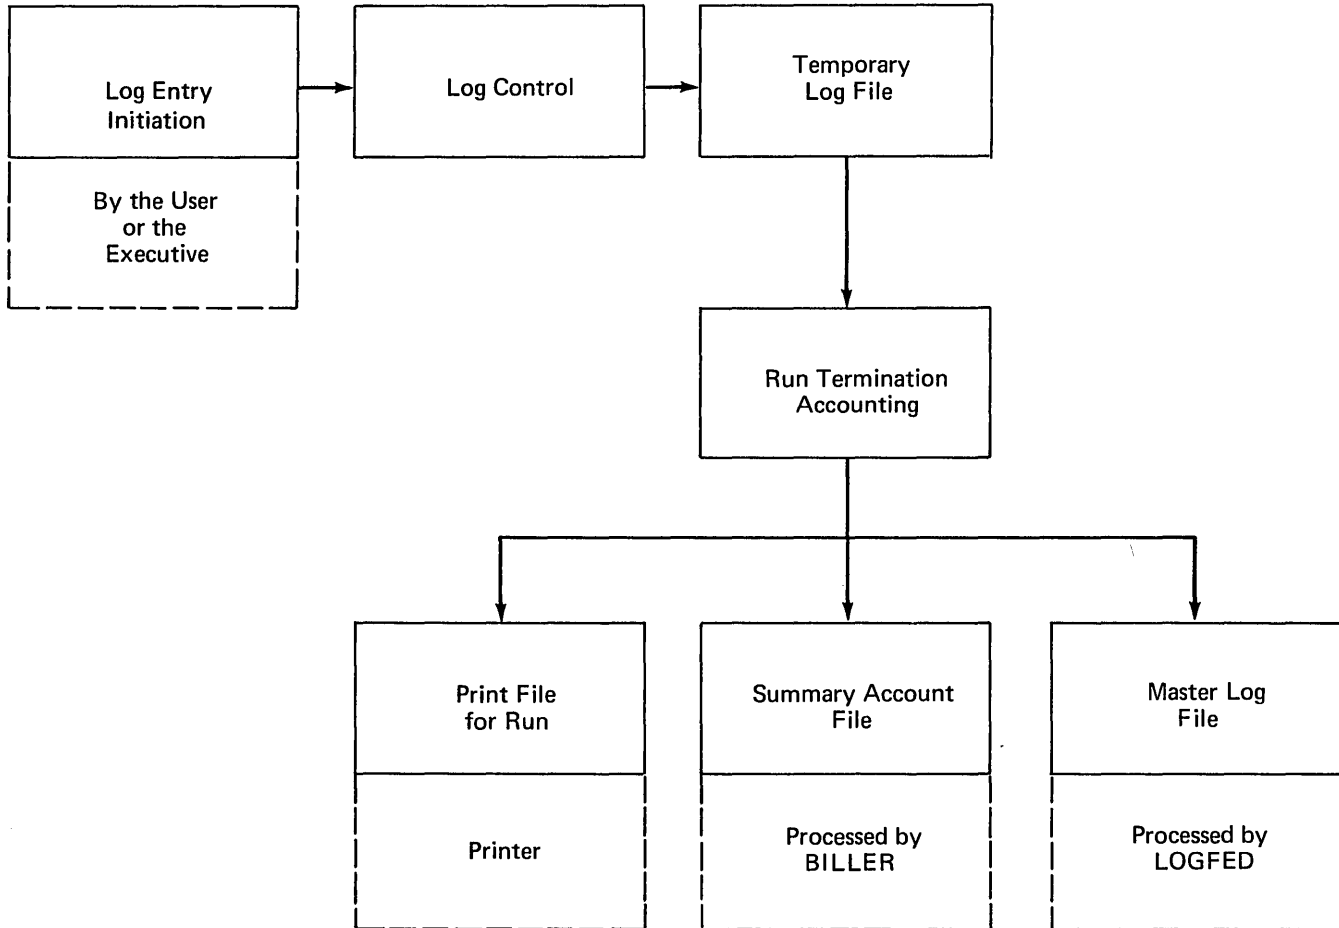 Log Entry
Initiation
By the User
or the
Executive
Log Control
Temporary
Log File
Run Termination
Accounting
Print File
for Run
Printer
Summary Account
File
Processed by
BILLER
Master Log
File
Processed by
LOGFED